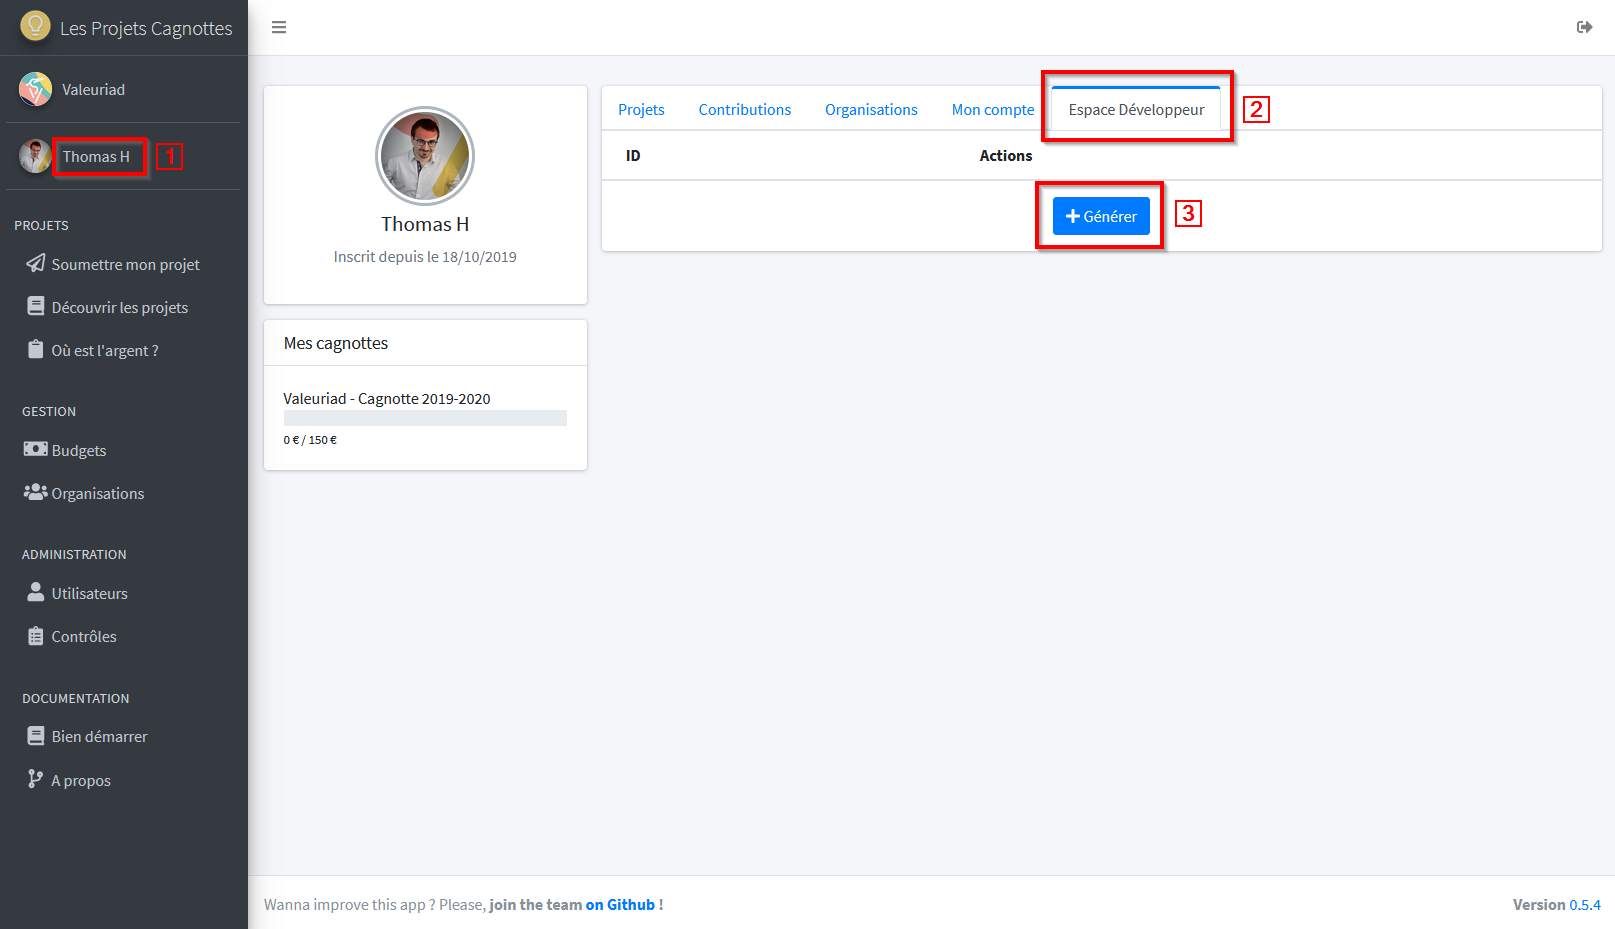 Les Projets Cagnottes
Valeuriad
Thomas H
1
PROJETS
Soumettre mon projet
Découvrir les projets
Où est l'argent ?
GESTION
Budgets
Organisations
ADMINISTRATION
Utilisateurs
Contrôles
DOCUMENTATION
Bien démarrer
A propos
Thomas H
Inscrit depuis le 18/10/2019
Mes cagnottes
Valeuriad - Cagnotte 2019-2020
0 € / 150 €
Projets Contributions Organisations Mon compte Espace Développeur
2
ID Actions
Générer
3
Wanna improve this app ? Please, join the team on Github !
Version 0.5.4